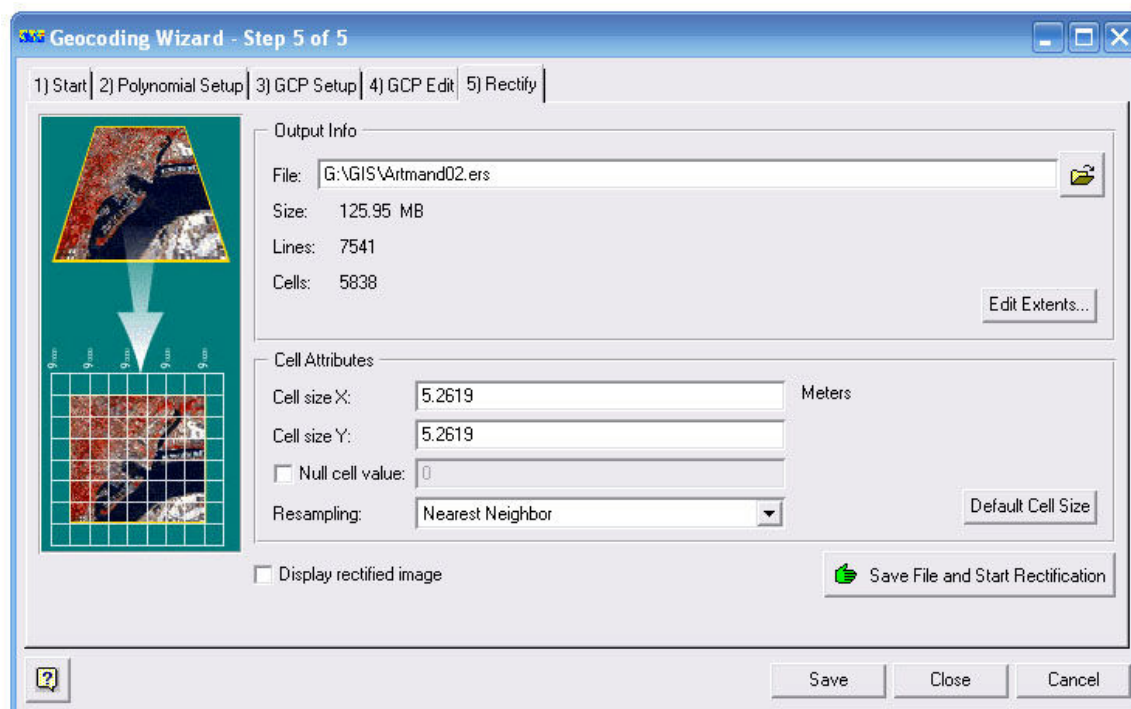 Geocoding Wizard - Step 5 of 5
1) Start 2) Polynomial Setup 3) GCP Setup 4) GCP Edit 5) Rectify
Output Info
File: G:\GIS\Artmand02.ers
Size: 125.95 MB
Lines: 7541
Cells: 5838
Edit Extents...
Cell Attributes
Cell size X: 5.2619 Meters
Cell size Y: 5.2619
Null cell value: 0
Resampling: Nearest Neighbor
Default Cell Size
Display rectified image
Save File and Start Rectification
Save Close Cancel